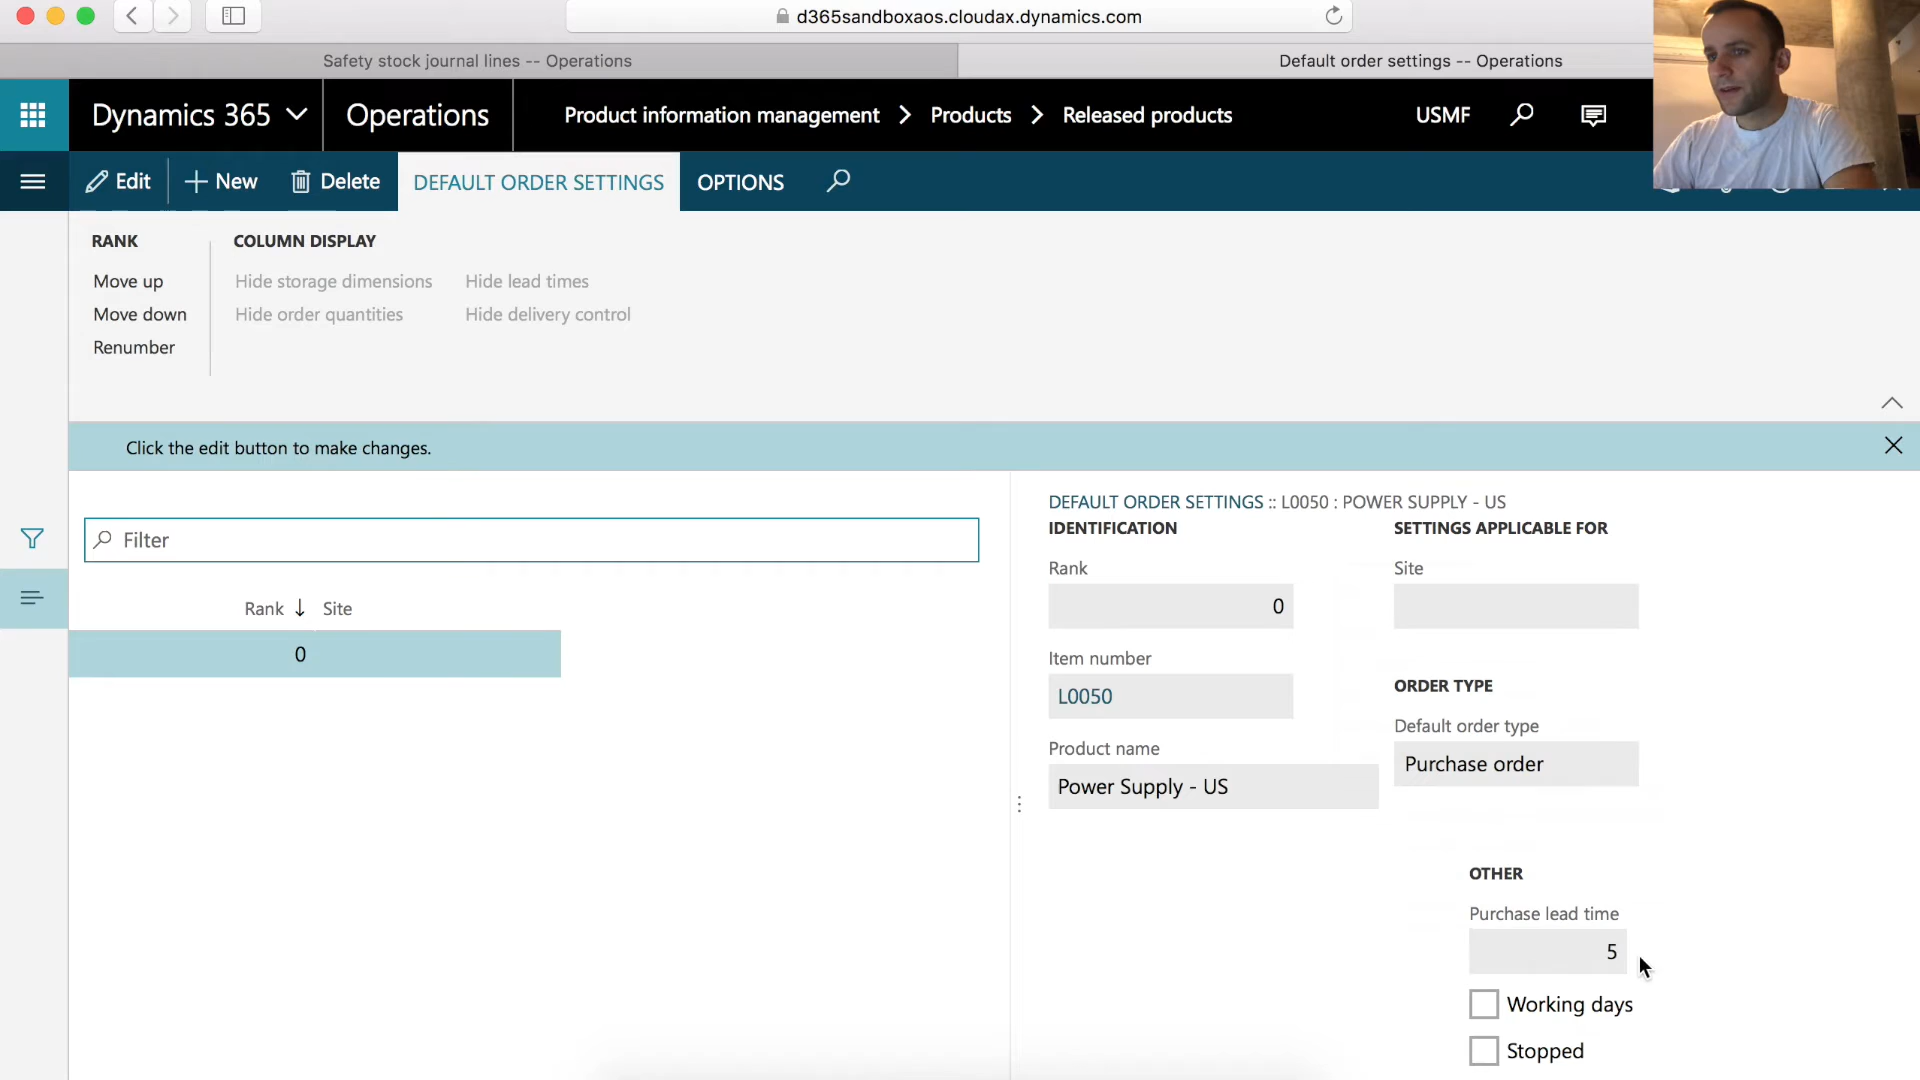 d365sandboxaos.cloudax.dynamics.com
Safety stock journal lines -- Operations
Default order settings -- Operations
Dynamics 365
Operations
Product information management > Products > Released products
USMF
Edit
New
Delete
DEFAULT ORDER SETTINGS
OPTIONS
RANK
Move up
Move down
Renumber
COLUMN DISPLAY
Hide storage dimensions
Hide order quantities
Hide lead times
Hide delivery control
Click the edit button to make changes.
Filter
Rank ↓ Site
0
DEFAULT ORDER SETTINGS :: L0050 : POWER SUPPLY - US
IDENTIFICATION
Rank
0
Item number
L0050
Product name
Power Supply - US
SETTINGS APPLICABLE FOR
Site
ORDER TYPE
Default order type
Purchase order
OTHER
Purchase lead time
5
Working days
Stopped